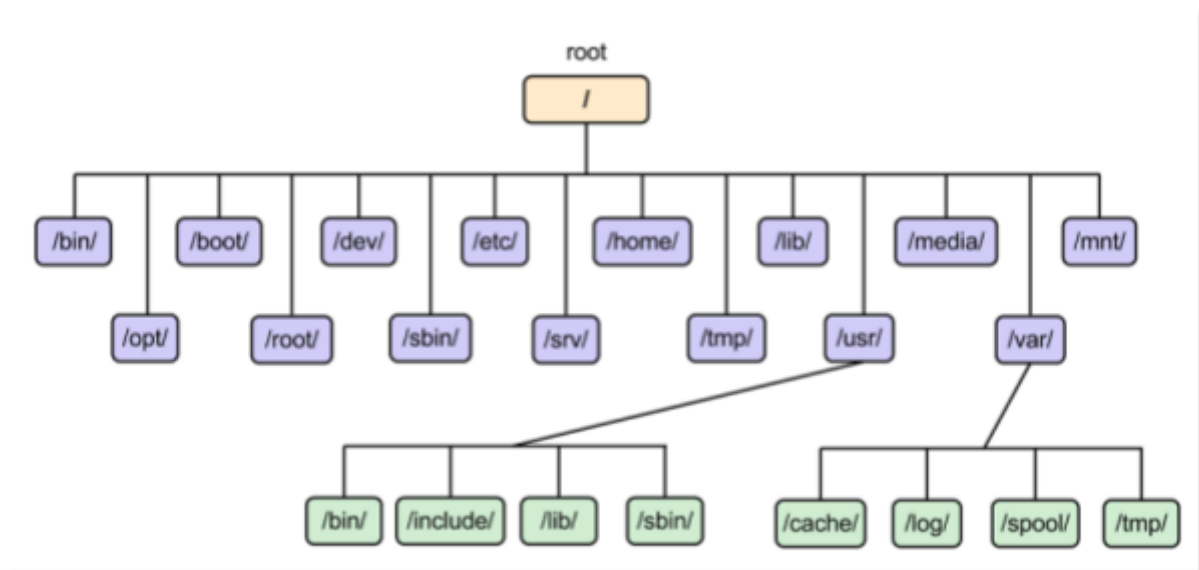 root
/
/bin/
/boot/
/dev/
/etc/
/home/
/lib/
/media/
/mnt/
/opt/
/root/
/sbin/
/srv/
/tmp/
/usr/
/var/
/bin/
/include/
/lib/
/sbin/
/cache/
/log/
/spool/
/tmp/